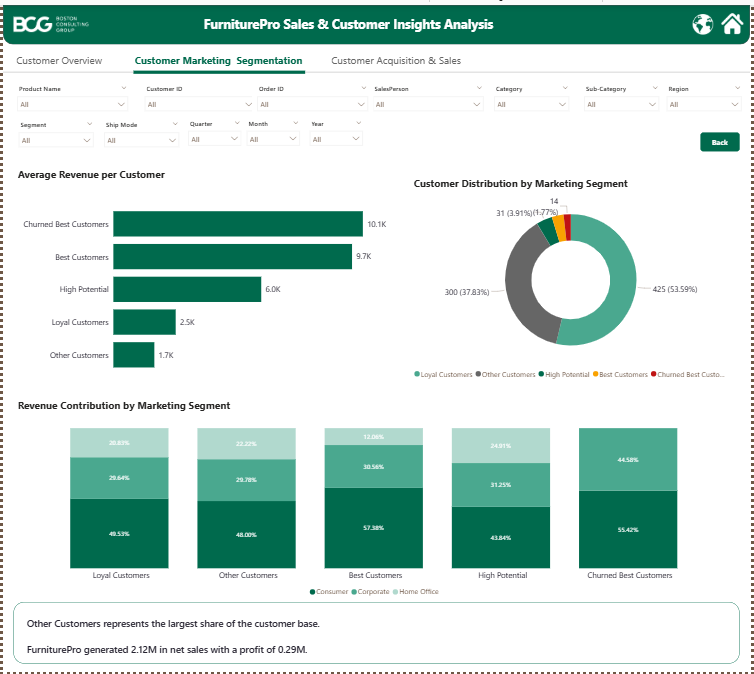 BCG BOSTON CONSULTING GROUP
FurniturePro Sales & Customer Insights Analysis
Customer Overview Customer Marketing Segmentation Customer Acquisition & Sales
Product Name Customer ID Order ID SalesPerson Category Sub-Category Region
All All All All All All All
Segment Ship Mode Quarter Month Year
All All All All All
Back
Average Revenue per Customer
Churned Best Customers 10.1K
Best Customers 9.7K
High Potential 6.0K
Loyal Customers 2.5K
Other Customers 1.7K
Customer Distribution by Marketing Segment
14
31 (3.91%) (1.77%)
300 (37.83%) 425 (53.59%)
Loyal Customers Other Customers High Potential Best Customers Churned Best Custo...
Revenue Contribution by Marketing Segment
20.83% 22.22% 12.06% 24.91%
29.64% 29.78% 30.56% 31.25% 44.58%
49.53% 48.00% 57.38% 43.84% 55.42%
Loyal Customers Other Customers Best Customers High Potential Churned Best Customers
Consumer Corporate Home Office
Other Customers represents the largest share of the customer base.
FurniturePro generated 2.12M in net sales with a profit of 0.29M.